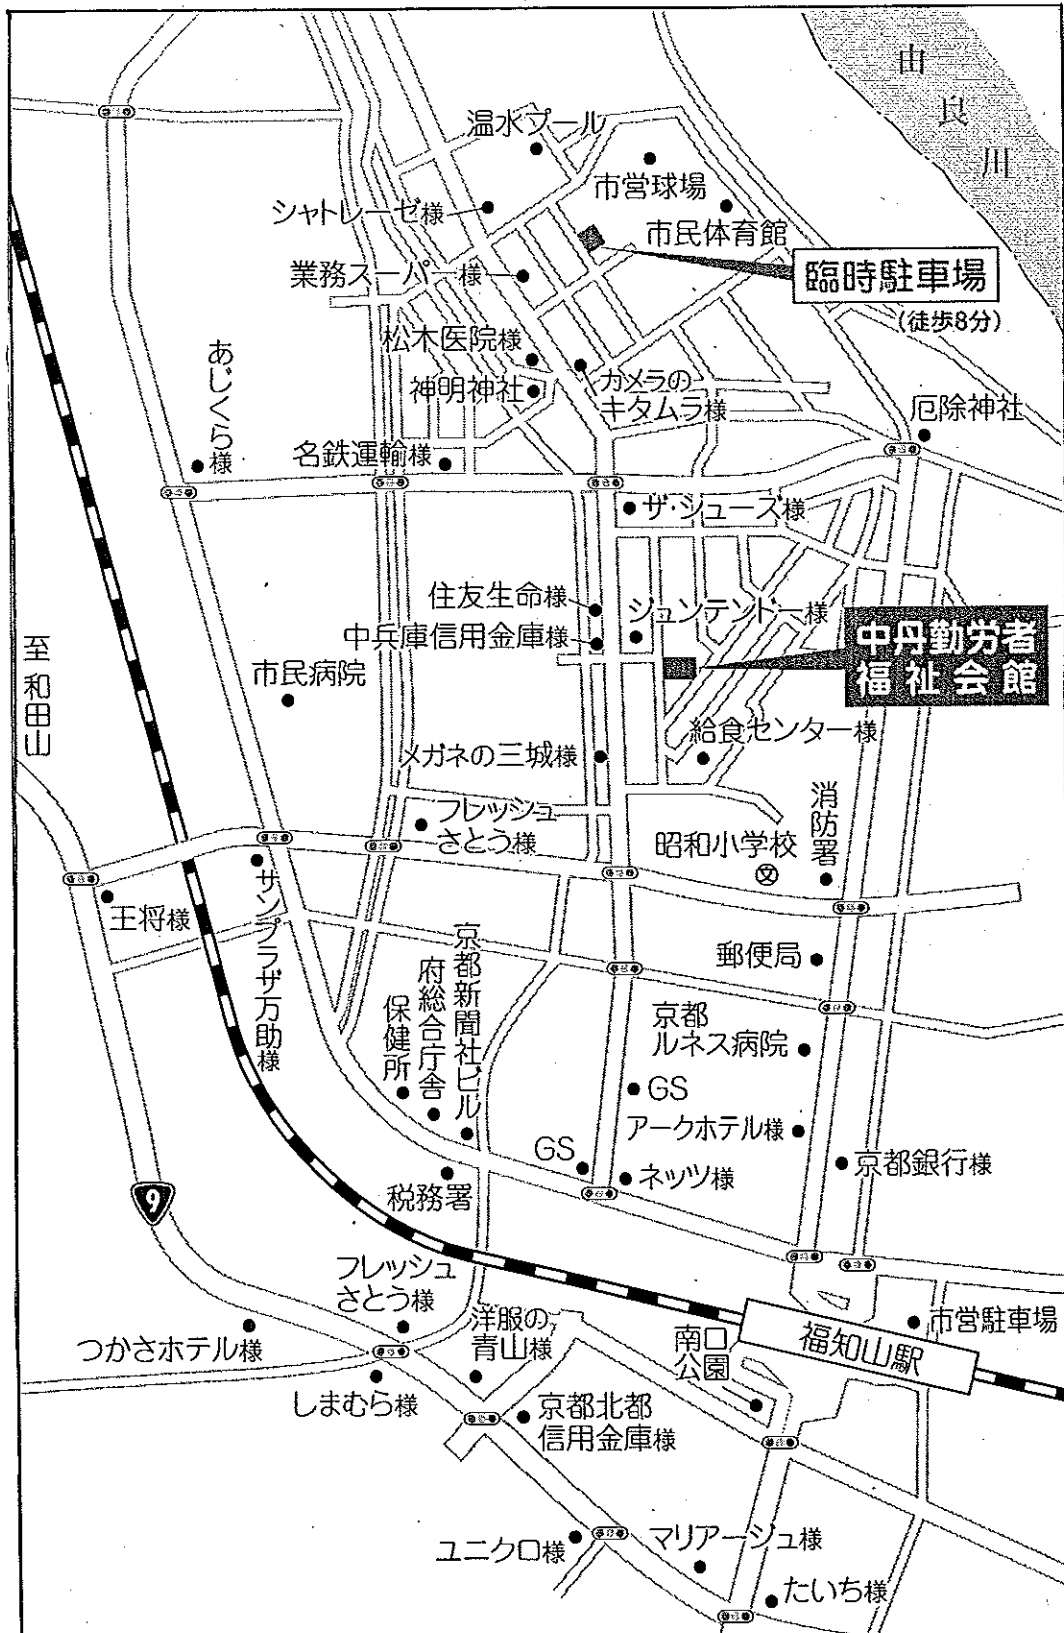 由良川
温水プール
市営球場
シャトレーゼ様
市民体育館
業務スーパー様
臨時駐車場
(徒歩8分)
松木医院様
あじくら様
神明神社
カメラの
キタムラ様
厄除神社
名鉄運輸様
ザ・シューズ様
住友生命様
ジュンテンドー様
中兵庫信用金庫様
中丹勤労者
福祉会館
至和田山
市民病院
給食センター様
メガネの三城様
フレッシュ
さとう様
消防署
昭和小学校
文
王将様
サンプラザ万助様
京都新聞社ビル
府総合庁舎
保健所
郵便局
京都
ルネス病院
GS
アークホテル様
GS
ネッツ様
京都銀行様
税務署
9
フレッシュ
さとう様
洋服の
青山様
つかさホテル様
しまむら様
南口
公園
福知山駅
市営駐車場
京都北都
信用金庫様
ユニクロ様
マリアージュ様
たいち様